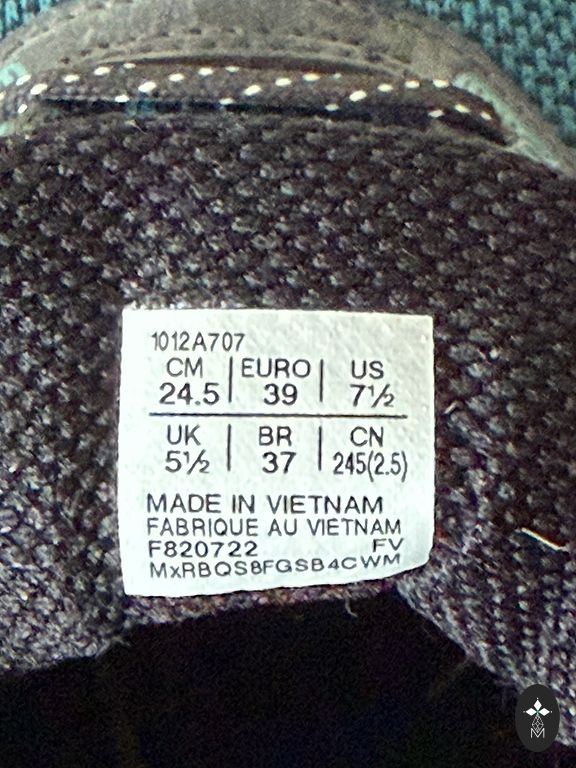 1012A707
CM | EURO | US
24.5 | 39 | 7½
UK | BR | CN
5½ | 37 | 245(2.5)
MADE IN VIETNAM
FABRIQUE AU VIETNAM
F820722 FV
MxRBQS8FGSB4CWM
M